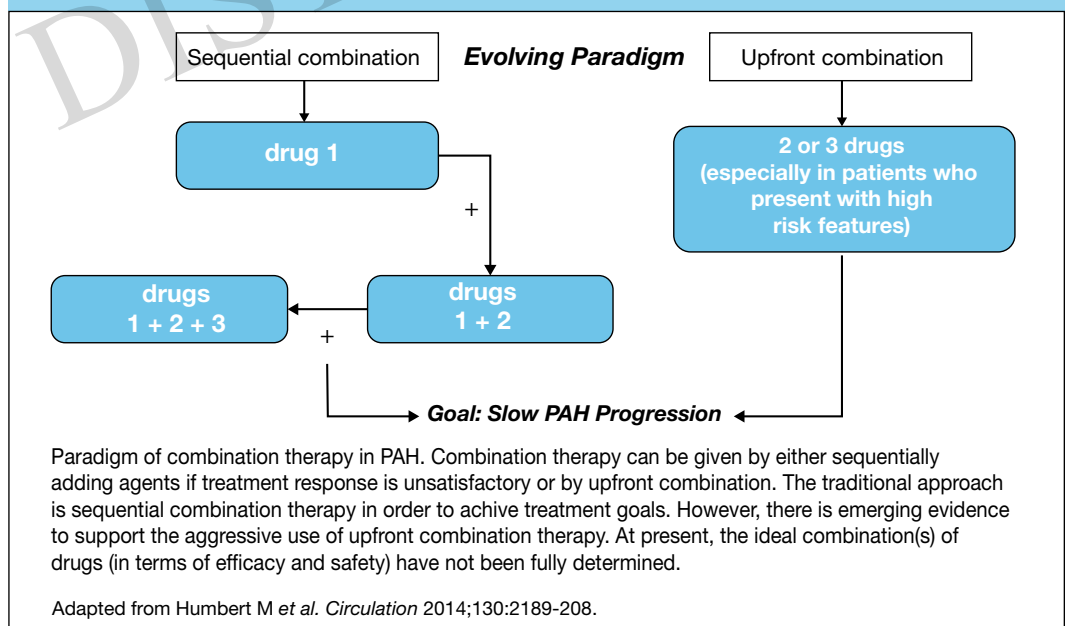 Sequential combination
Evolving Paradigm
Upfront combination
drug 1
2 or 3 drugs
(especially in patients who
present with high
risk features)
+
drugs
1 + 2 + 3
+
drugs
1 + 2
Goal: Slow PAH Progression
Paradigm of combination therapy in PAH. Combination therapy can be given by either sequentially
adding agents if treatment response is unsatisfactory or by upfront combination. The traditional approach
is sequential combination therapy in order to achive treatment goals. However, there is emerging evidence
to support the aggressive use of upfront combination therapy. At present, the ideal combination(s) of
drugs (in terms of efficacy and safety) have not been fully determined.
Adapted from Humbert M et al. Circulation 2014;130:2189-208.